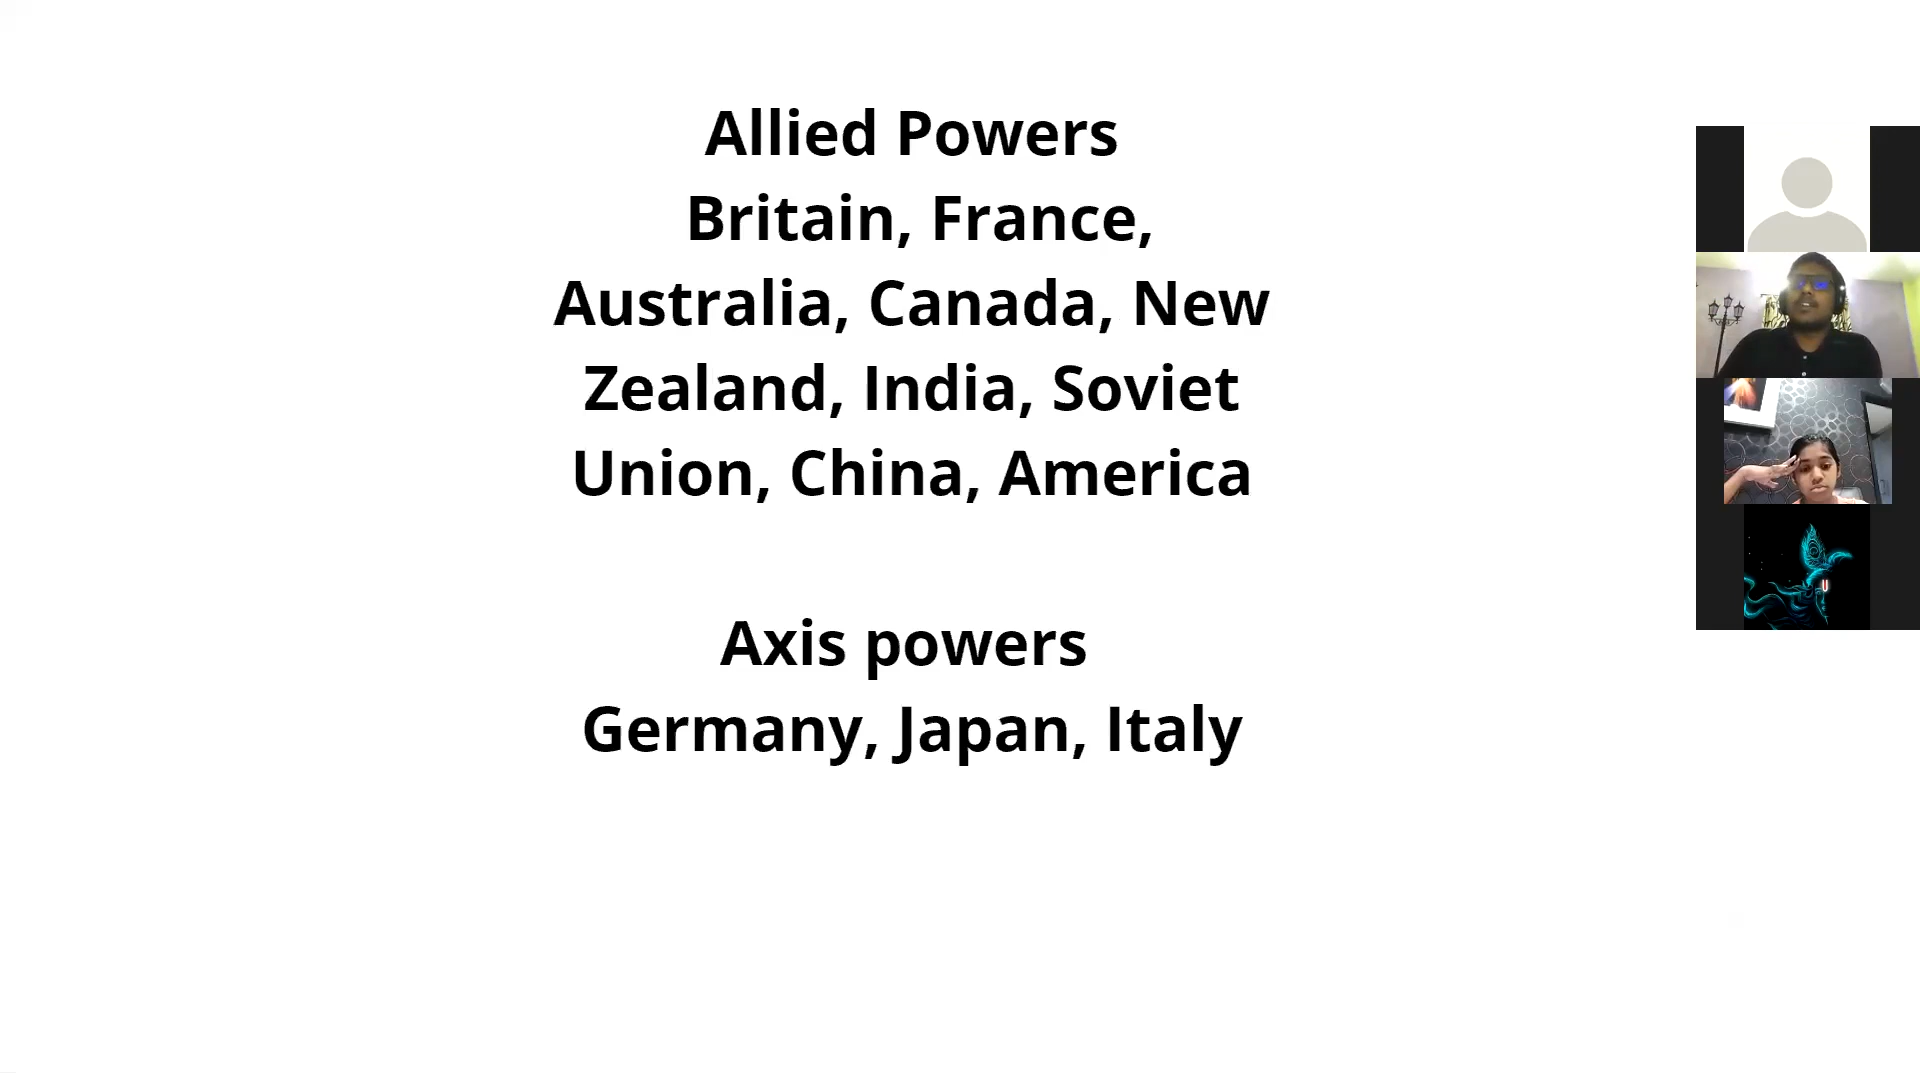 Allied Powers
Britain, France,
Australia, Canada, New
Zealand, India, Soviet
Union, China, America
Axis powers
Germany, Japan, Italy